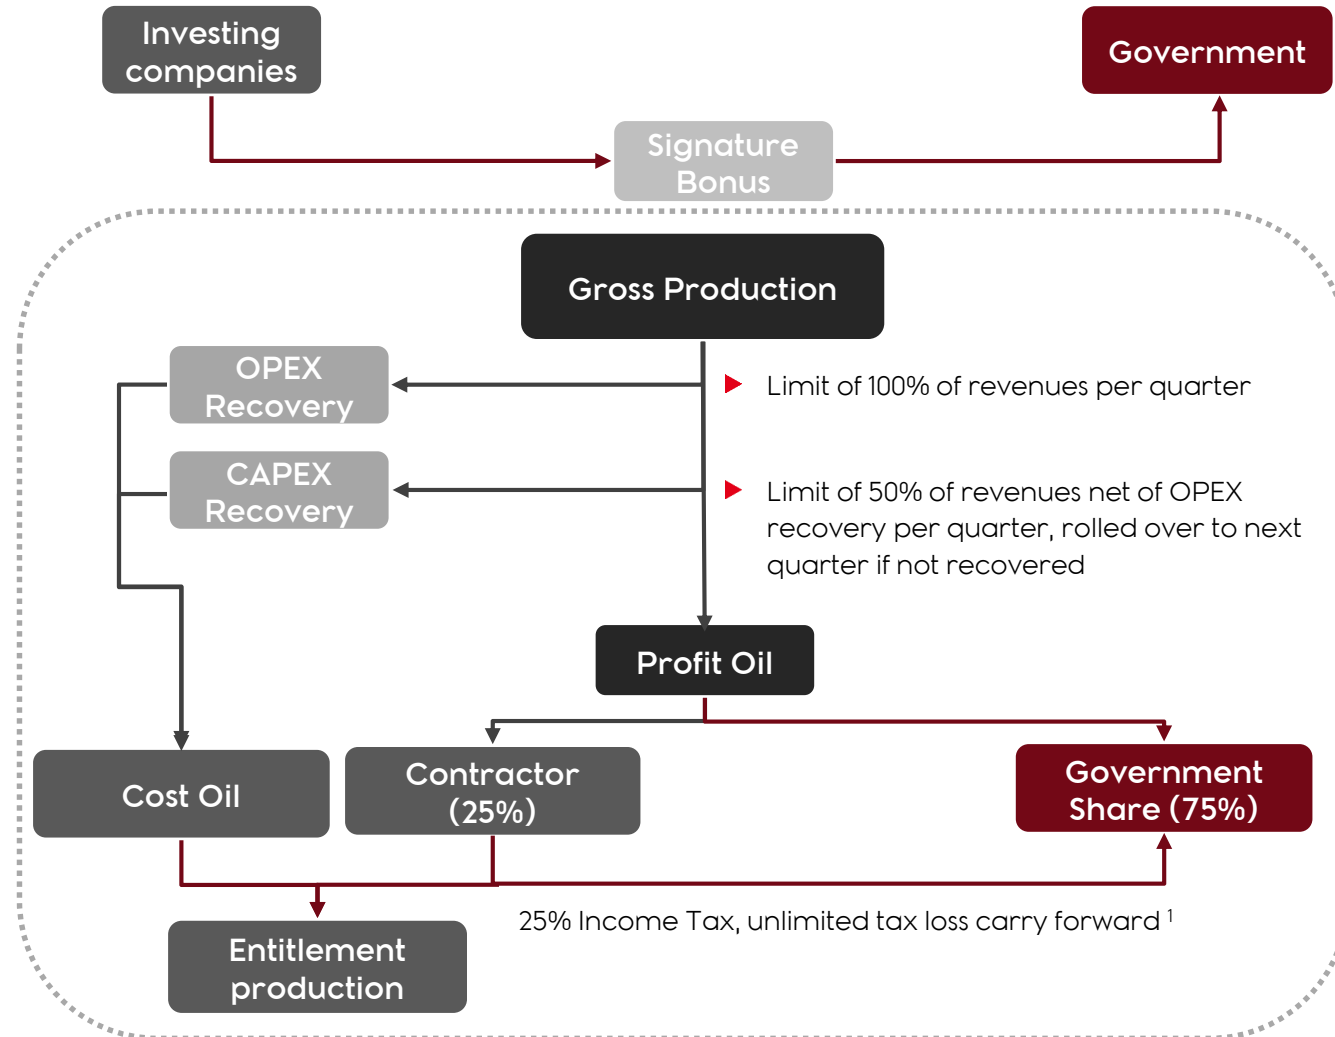 Investing
companies
Government
Signature
Bonus
Gross Production
OPEX
Recovery
Limit of 100% of revenues per quarter
CAPEX
Recovery
Limit of 50% of revenues net of OPEX
recovery per quarter, rolled over to next
quarter if not recovered
Profit Oil
Cost Oil
Contractor
(25%)
Government
Share (75%)
25% Income Tax, unlimited tax loss carry forward ¹
Entitlement
production